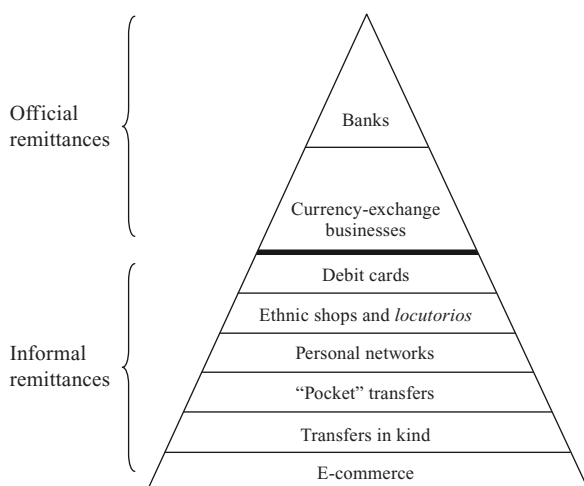 Official
remittances
Banks
Currency-exchange
businesses
Informal
remittances
Debit cards
Ethnic shops and locutorios
Personal networks
“Pocket” transfers
Transfers in kind
E-commerce